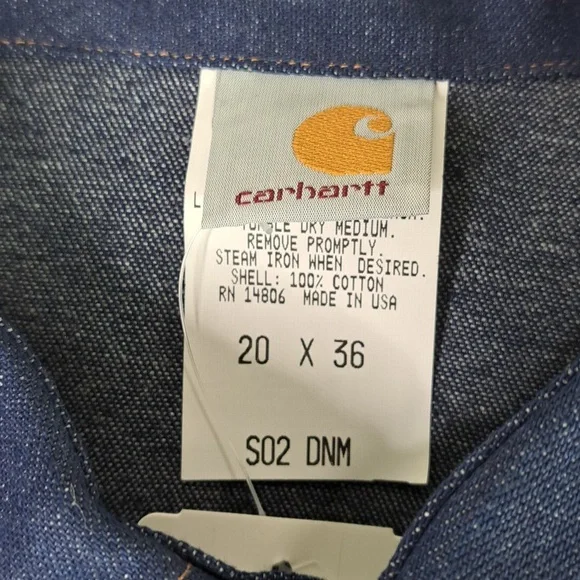 carhartt
TUMBLE DRY MEDIUM.
REMOVE PROMPTLY.
STEAM IRON WHEN DESIRED.
SHELL: 100% COTTON
RN 14806 MADE IN USA
20 X 36
S02 DNM